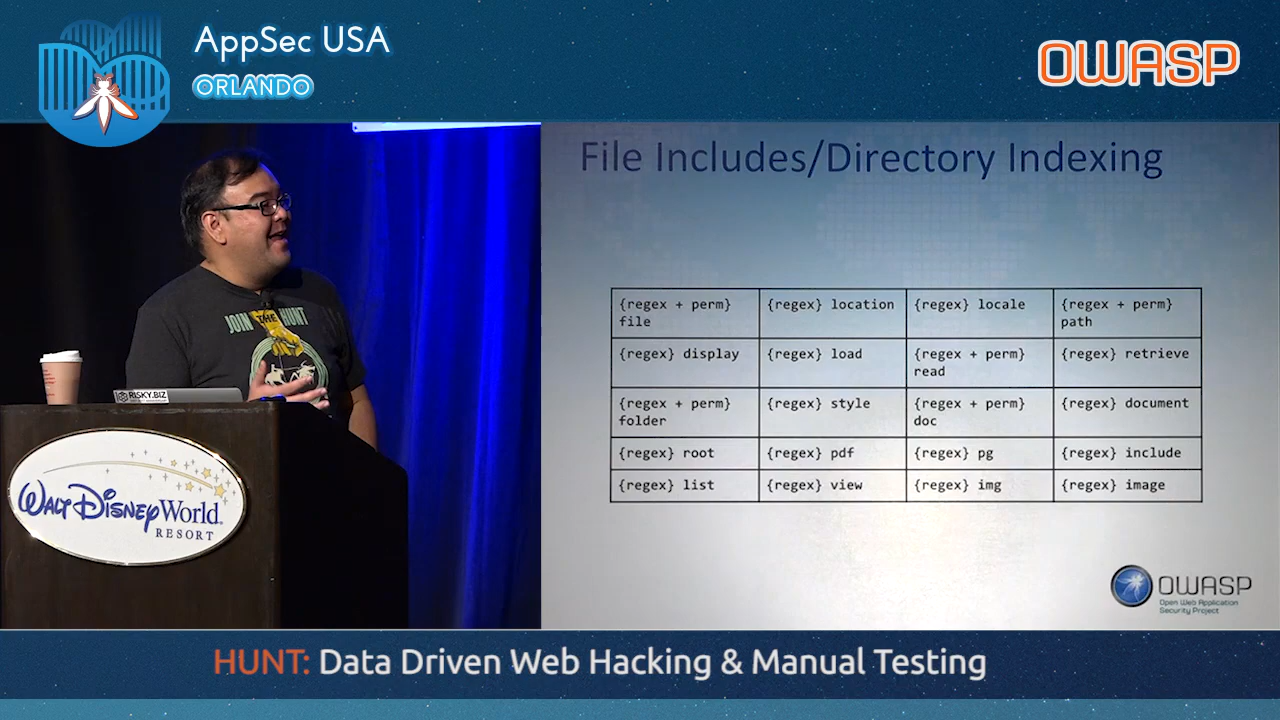 AppSec USA
ORLANDO
OWASP
File Includes/Directory Indexing
{regex + perm} file
{regex} location
{regex} locale
{regex + perm} path
{regex} display
{regex} load
{regex + perm} read
{regex} retrieve
{regex + perm} folder
{regex} style
{regex + perm} doc
{regex} document
{regex} root
{regex} pdf
{regex} pg
{regex} include
{regex} list
{regex} view
{regex} img
{regex} image
JOIN THE HUNT
RISKY.BIZ
WALT DISNEY World
RESORT
OWASP
Open Web Application
Security Project
HUNT: Data Driven Web Hacking & Manual Testing